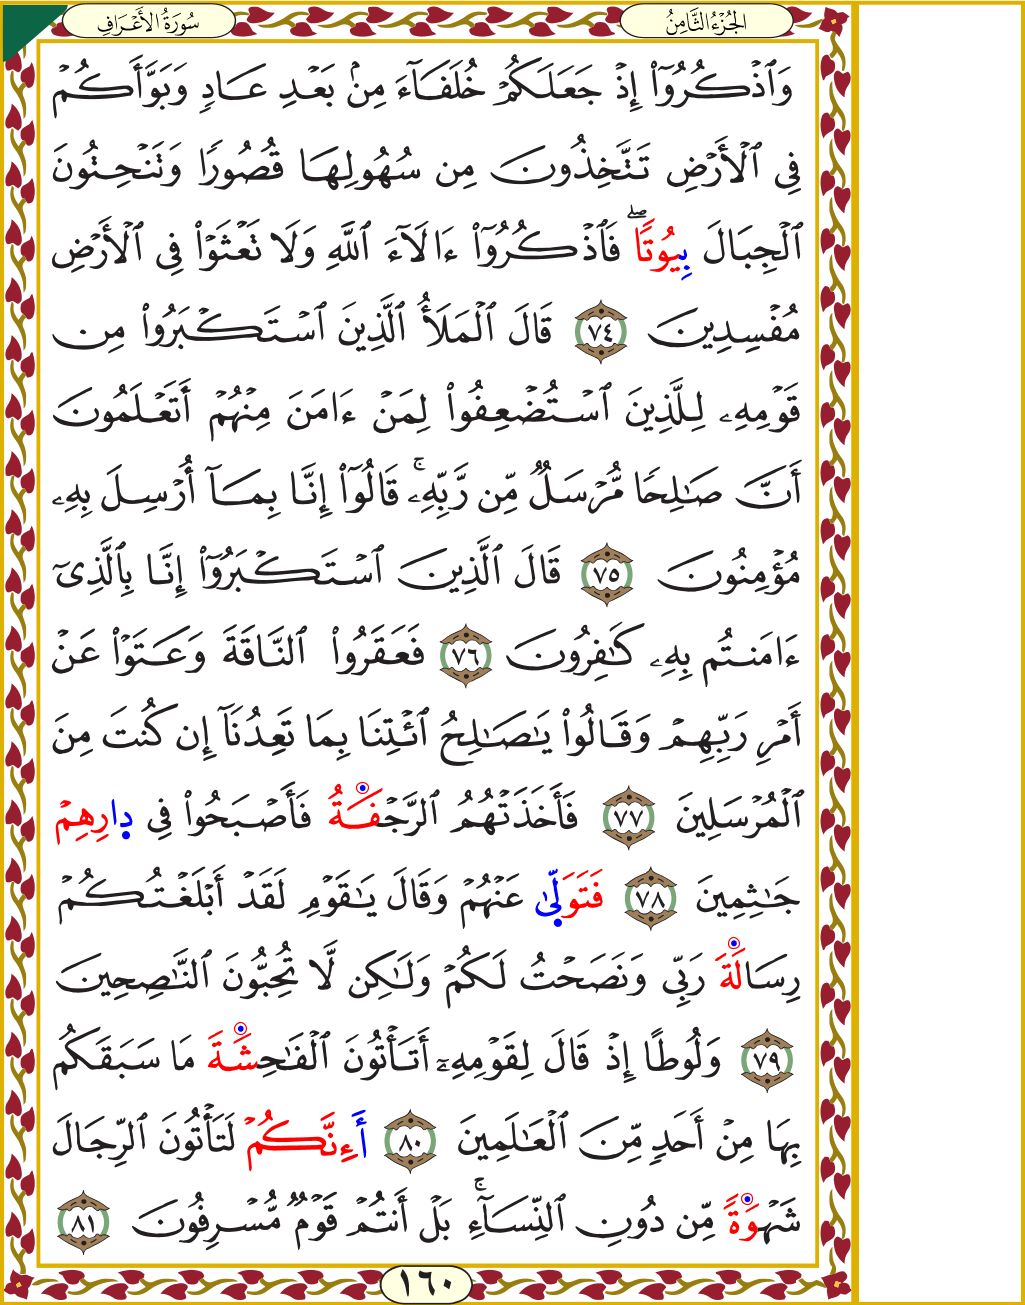 سُورَةُ الأَعْرَافِ
الجُزْءُ الثَّامِنُ
وَٱذۡكُرُوٓاْ إِذۡ جَعَلَكُمۡ خُلَفَآءَ مِنۢ بَعۡدِ عَادٖ وَبَوَّأَكُمۡ
فِي ٱلۡأَرۡضِ تَتَّخِذُونَ مِن سُهُولِهَا قُصُورٗا وَتَنۡحِتُونَ
ٱلۡجِبَالَ بِيُوتٗاۖ فَٱذۡكُرُوٓاْ ءَالَآءَ ٱللَّهِ وَلَا تَعۡثَوۡاْ فِي ٱلۡأَرۡضِ
مُفۡسِدِينَ ٧٤ قَالَ ٱلۡمَلَأُ ٱلَّذِينَ ٱسۡتَكۡبَرُواْ مِن
قَوۡمِهِۦ لِلَّذِينَ ٱسۡتُضۡعِفُواْ لِمَنۡ ءَامَنَ مِنۡهُمۡ أَتَعۡلَمُونَ
أَنَّ صَٰلِحٗا مُّرۡسَلٞ مِّن رَّبِّهِۦۚ قَالُوٓاْ إِنَّا بِمَآ أُرۡسِلَ بِهِۦ
مُؤۡمِنُونَ ٧٥ قَالَ ٱلَّذِينَ ٱسۡتَكۡبَرُوٓاْ إِنَّا بِٱلَّذِيٓ
ءَامَنتُم بِهِۦ كَٰفِرُونَ ٧٦ فَعَقَرُواْ ٱلنَّاقَةَ وَعَتَوۡاْ عَنۡ
أَمۡرِ رَبِّهِمۡ وَقَالُواْ يَٰصَٰلِحُ ٱئۡتِنَا بِمَا تَعِدُنَآ إِن كُنتَ مِنَ
ٱلۡمُرۡسَلِينَ ٧٧ فَأَخَذَتۡهُمُ ٱلرَّجۡفَةُ فَأَصۡبَحُواْ فِي دِارِهِمۡ
جَٰثِمِينَ ٧٨ فَتَوَلَّىٰ عَنۡهُمۡ وَقَالَ يَٰقَوۡمِ لَقَدۡ أَبۡلَغۡتُكُمۡ
رِسَالَةَ رَبِّي وَنَصَحۡتُ لَكُمۡ وَلَٰكِن لَّا تُحِبُّونَ ٱلنَّٰصِحِينَ
٧٩ وَلُوطًا إِذۡ قَالَ لِقَوۡمِهِۦٓ أَتَأۡتُونَ ٱلۡفَٰحِشَةَ مَا سَبَقَكُم
بِهَا مِنۡ أَحَدٖ مِّنَ ٱلۡعَٰلَمِينَ ٨٠ أَءِنَّكُمۡ لَتَأۡتُونَ ٱلرِّجَالَ
شَهۡوَةٗ مِّن دُونِ ٱلنِّسَآءِۚ بَلۡ أَنتُمۡ قَوۡمٞ مُّسۡرِفُونَ ٨١
١٦٠